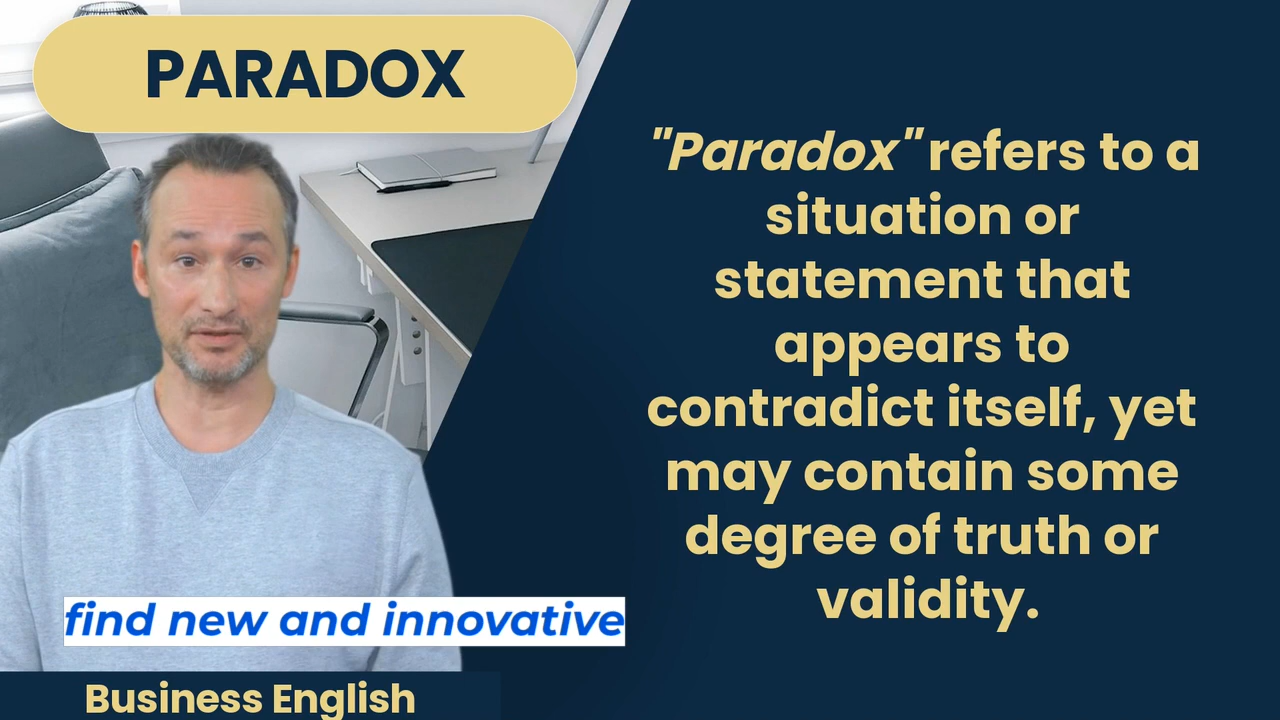 PARADOX
"Paradox" refers to a
situation or
statement that
appears to
contradict itself, yet
may contain some
degree of truth or
validity.
find new and innovative
Business English